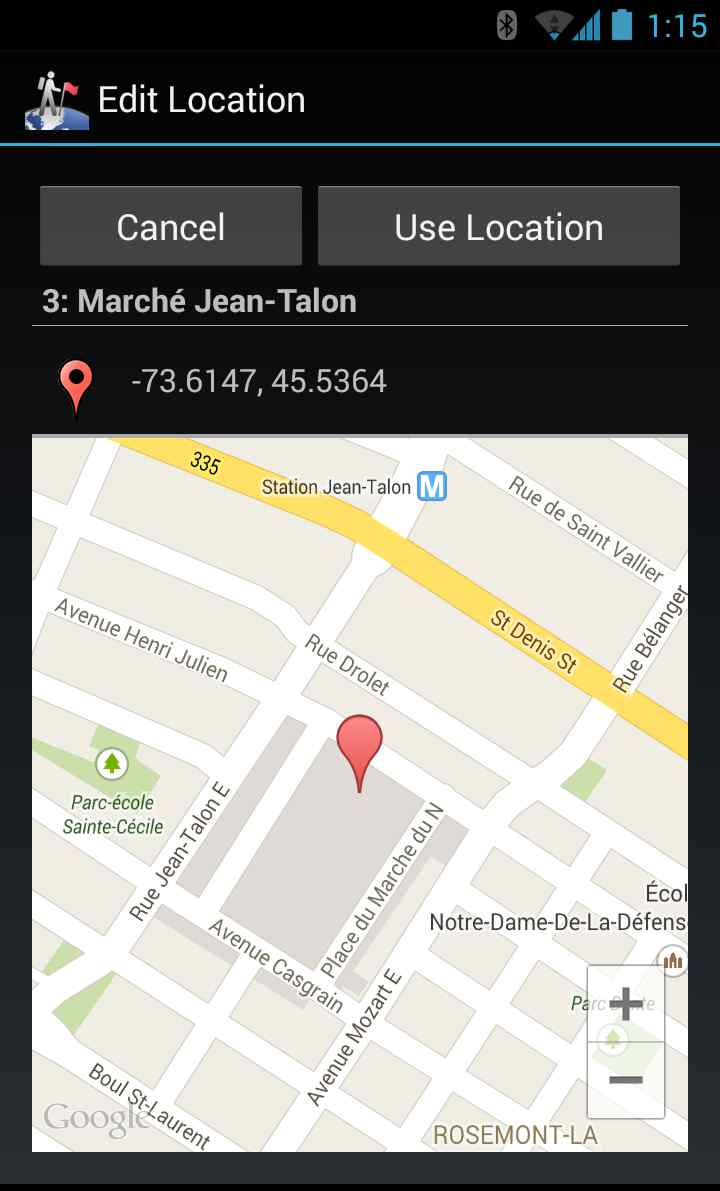 1:15
Edit Location
Cancel
Use Location
3: Marché Jean-Talon
-73.6147, 45.5364
335
Station Jean-Talon M
Rue de Saint Vallier
Avenue Henri Julien
Rue Drolet
St Denis St
Rue Bélanger
Parc-école
Sainte-Cécile
Rue Jean-Talon E
Place du Marche du N
Avenue Casgrain
Avenue Mozart E
Écol
Notre-Dame-De-La-Défens
+
−
Boul St-Laurent
Google
ROSEMONT-LA